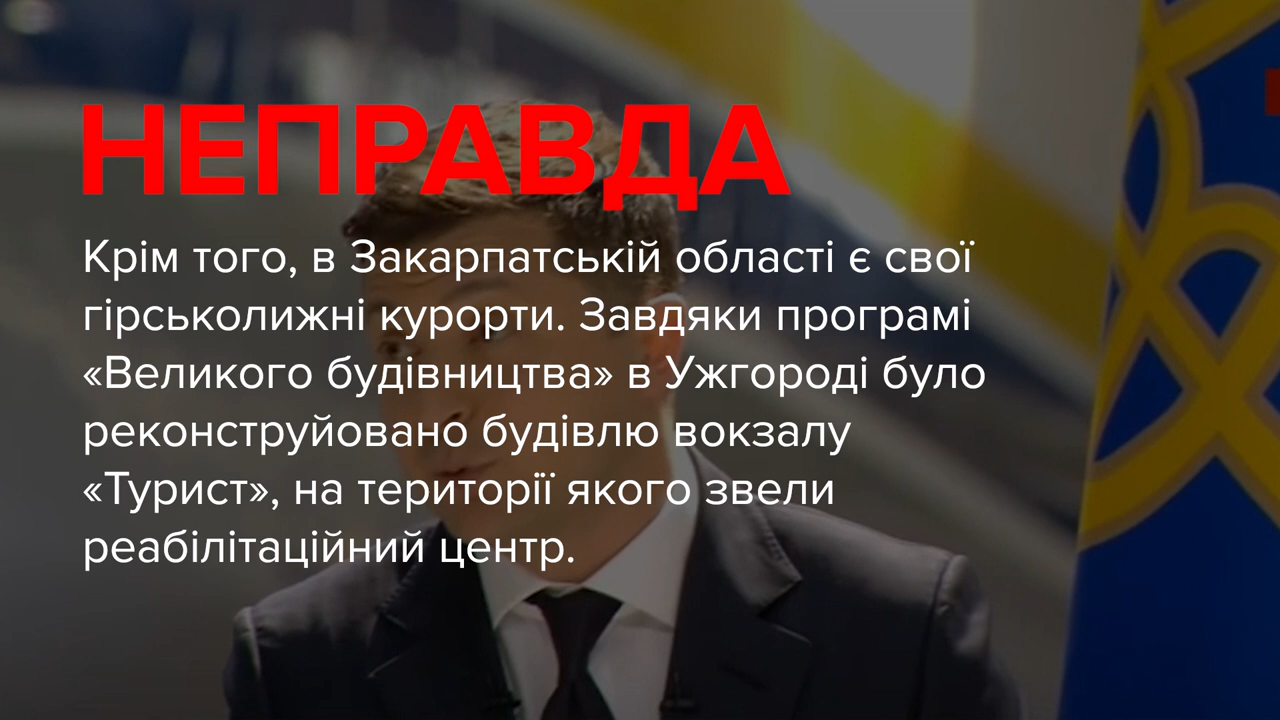 НЕПРАВДА
Крім того, в Закарпатській області є свої
гірськолижні курорти. Завдяки програмі
«Великого будівництва» в Ужгороді було
реконструйовано будівлю вокзалу
«Турист», на території якого звели
реабілітаційний центр.